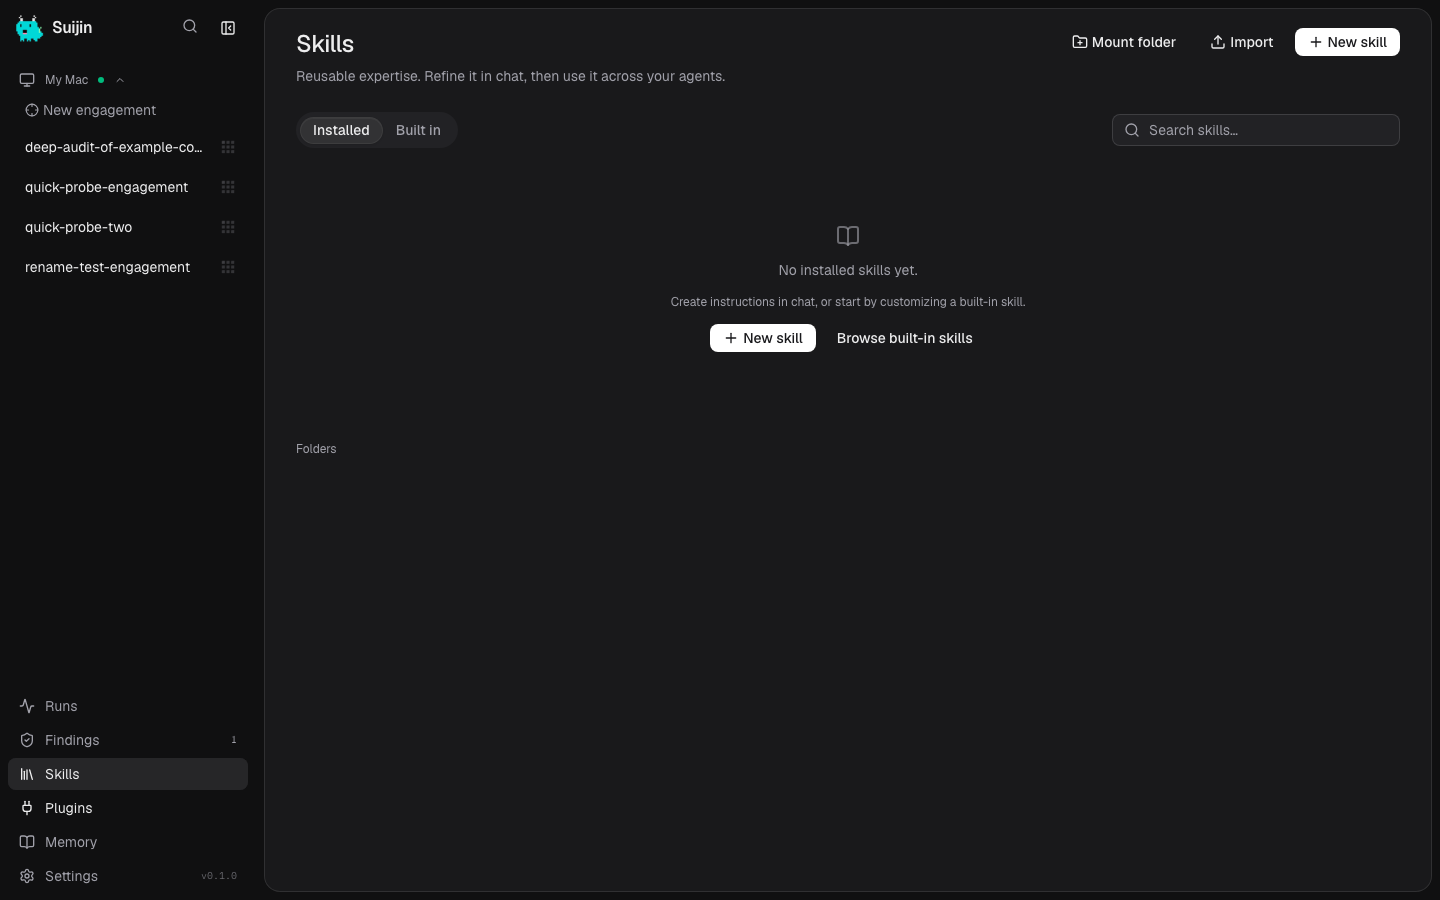 Suijin
My Mac
New engagement
deep-audit-of-example-co…
quick-probe-engagement
quick-probe-two
rename-test-engagement
Runs
Findings 1
Skills
Plugins
Memory
Settings v0.1.0
Skills
Mount folder Import New skill
Reusable expertise. Refine it in chat, then use it across your agents.
Installed Built in
Search skills…
No installed skills yet.
Create instructions in chat, or start by customizing a built-in skill.
New skill Browse built-in skills
Folders